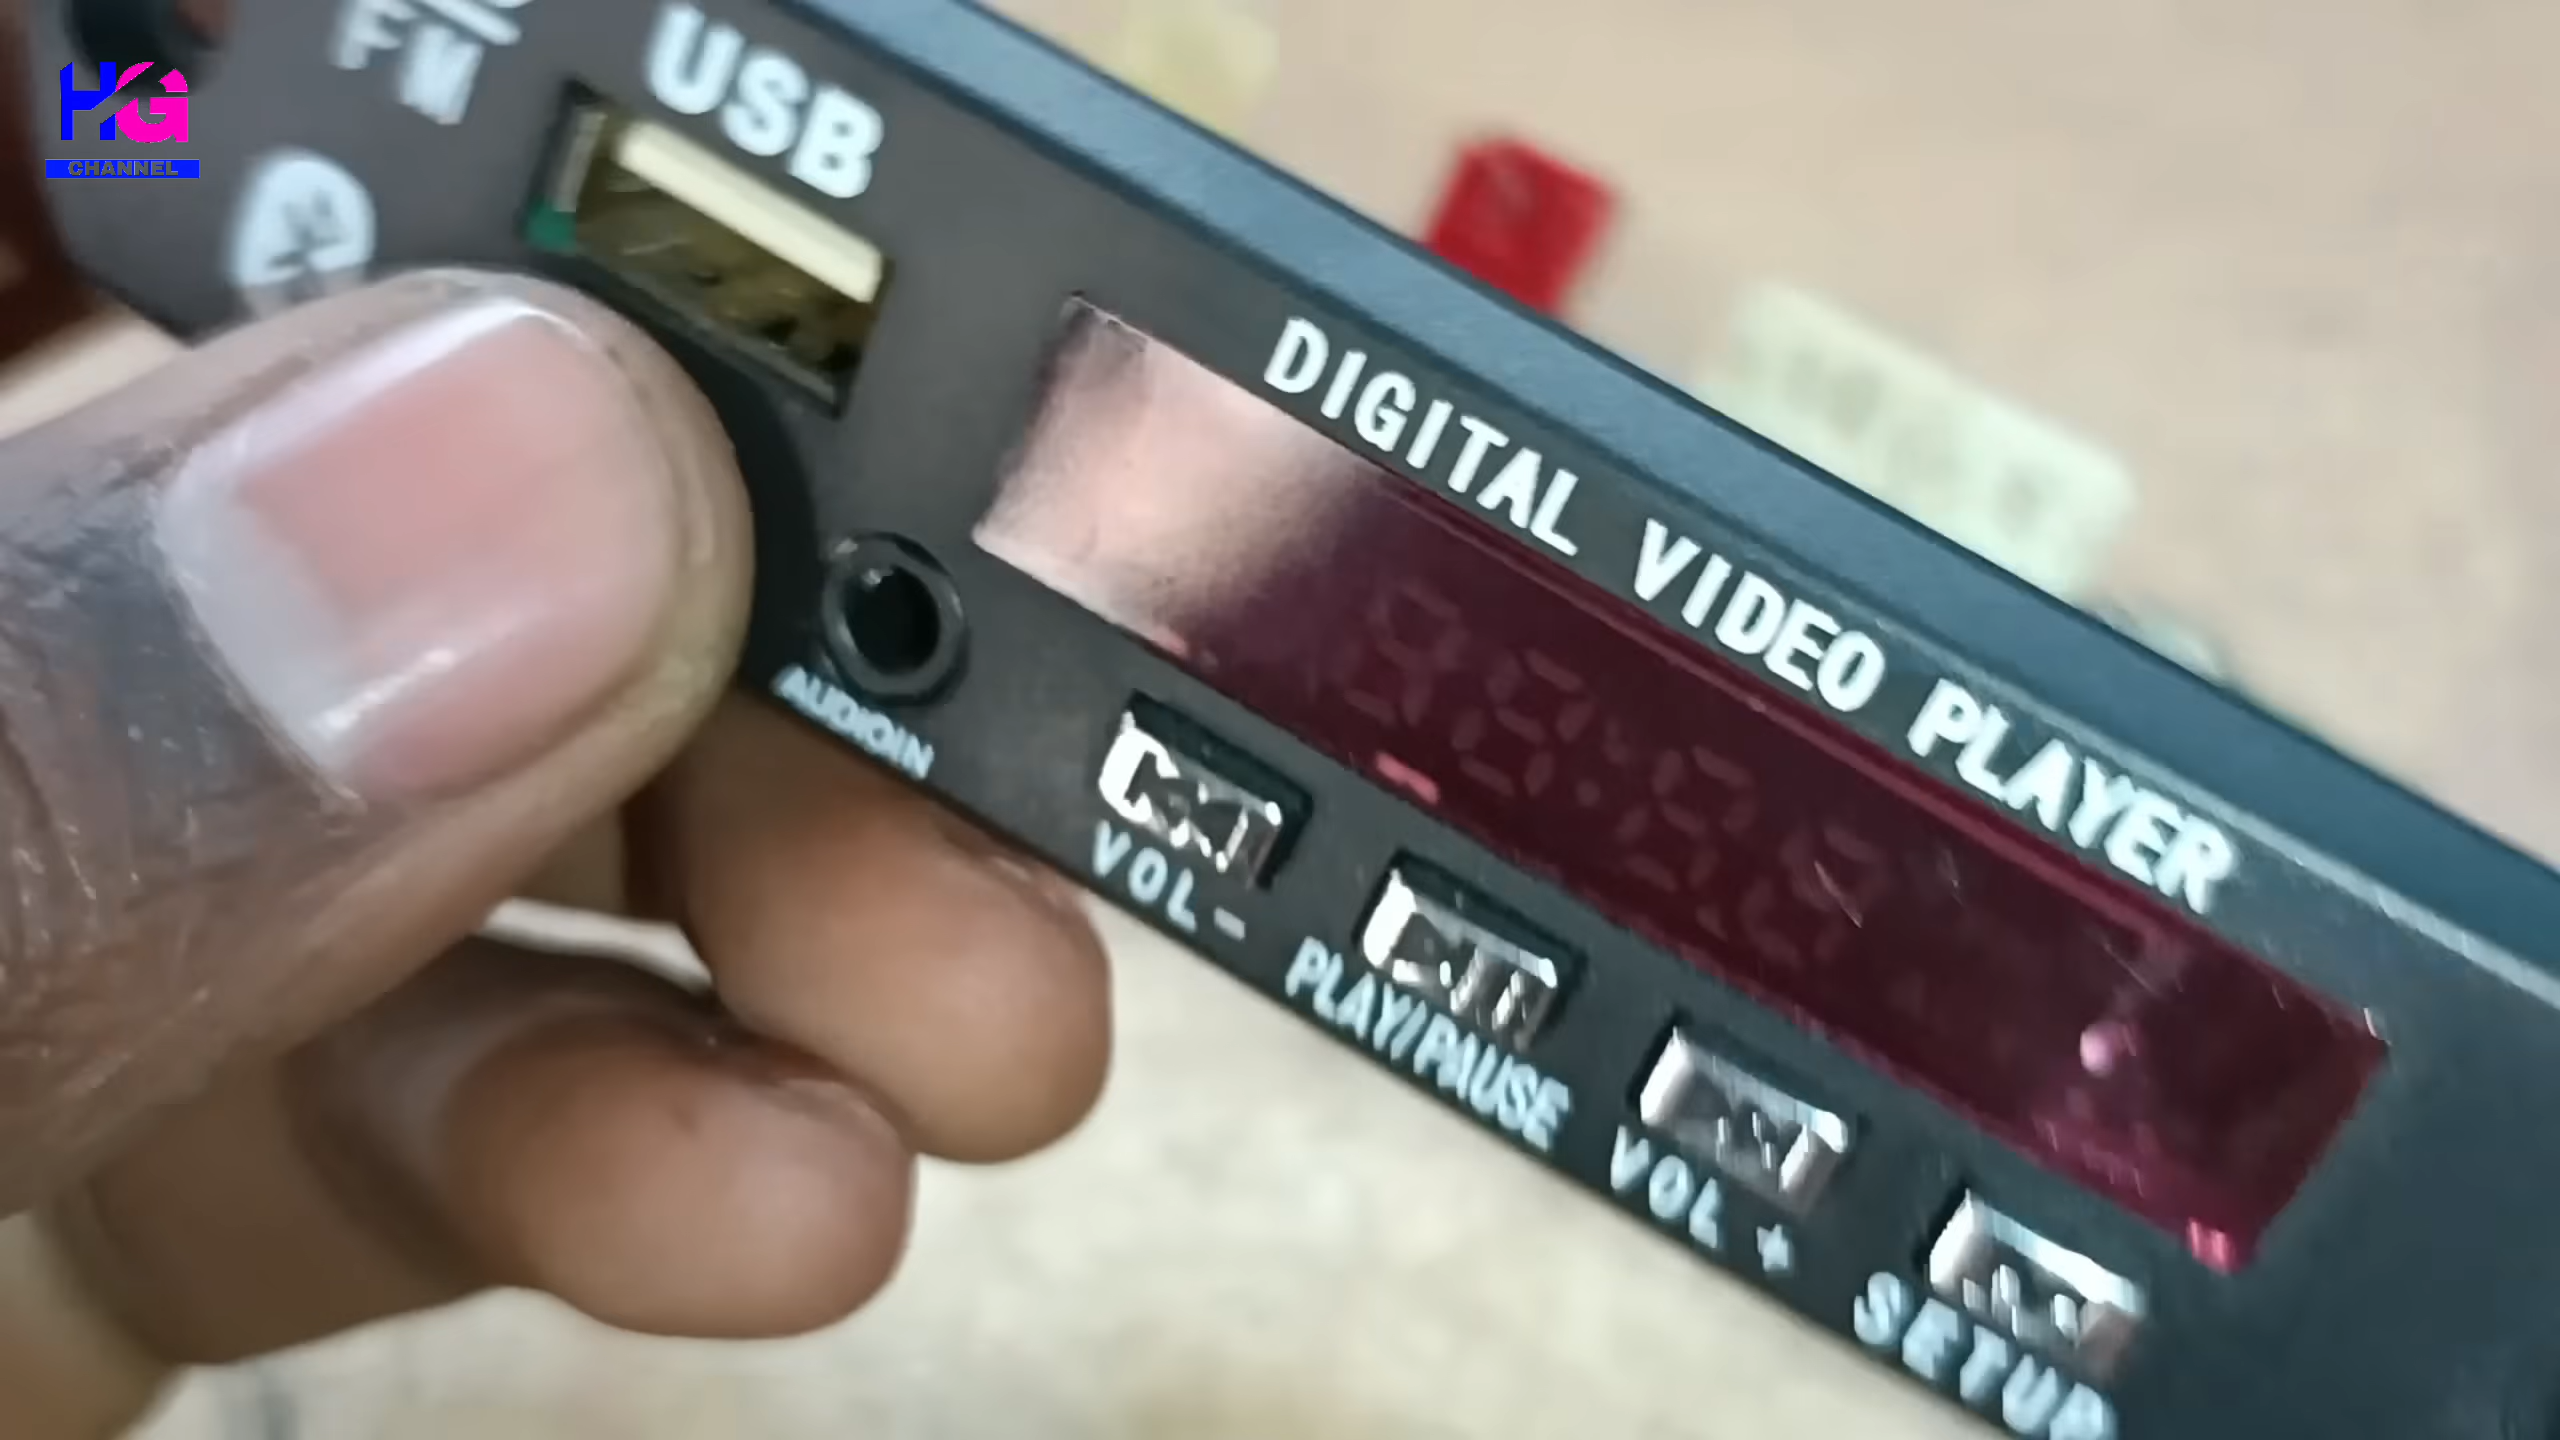 HG
CHANNEL
FM
USB
DIGITAL VIDEO PLAYER
AUDIOIN
VOL -
PLAY/PAUSE
VOL +
SETUP